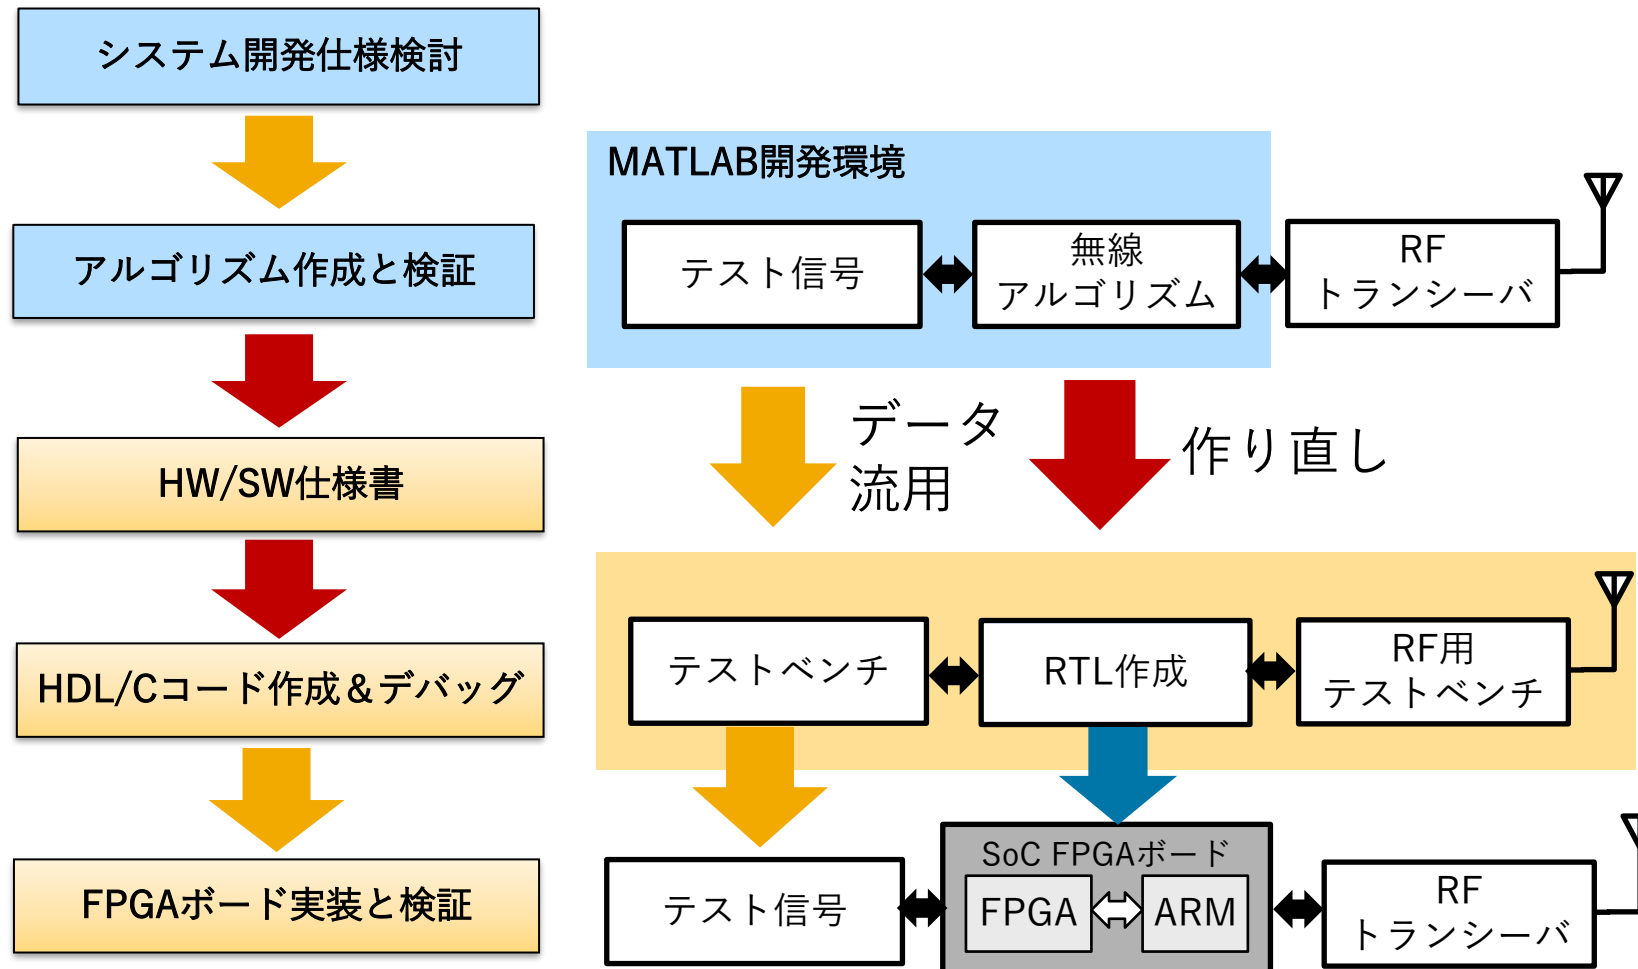 システム開発仕様検討
アルゴリズム作成と検証
HW/SW仕様書
HDL/Cコード作成＆デバッグ
FPGAボード実装と検証
MATLAB開発環境
テスト信号
無線
アルゴリズム
RF
トランシーバ
データ
流用
作り直し
テストベンチ
RTL作成
RF用
テストベンチ
テスト信号
SoC FPGAボード
FPGA
ARM
RF
トランシーバ